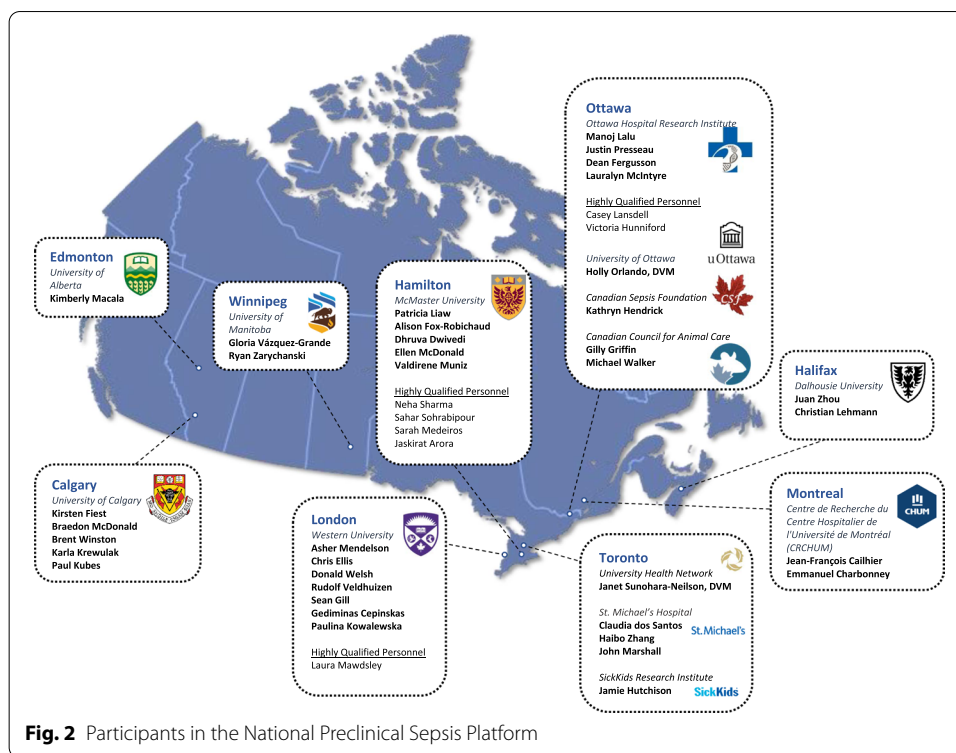 Ottawa
Ottawa Hospital Research Institute
Manoj Lalu
Justin Presseau
Dean Fergusson
Lauralyn McIntyre
Highly Qualified Personnel
Casey Lansdell
Victoria Hunniford
uOttawa
University of Ottawa
Holly Orlando, DVM
Canadian Sepsis Foundation
CSF
Kathryn Hendrick
Canadian Council for Animal Care
Gilly Griffin
Michael Walker
Edmonton
University of
Alberta
Kimberly Macala
Winnipeg
University of
Manitoba
Gloria Vázquez-Grande
Ryan Zarychanski
Hamilton
McMaster University
Patricia Liaw
Alison Fox-Robichaud
Dhruva Dwivedi
Ellen McDonald
Valdirene Muniz
Highly Qualified Personnel
Neha Sharma
Sahar Sohrabipour
Sarah Medeiros
Jaskirat Arora
Halifax
Dalhousie University
Juan Zhou
Christian Lehmann
Calgary
University of Calgary
Kirsten Fiest
Braedon McDonald
Brent Winston
Karla Krewulak
Paul Kubes
London
Western University
Asher Mendelson
Chris Ellis
Donald Welsh
Rudolf Veldhuizen
Sean Gill
Gediminas Cepinskas
Paulina Kowalewska
Highly Qualified Personnel
Laura Mawdsley
Toronto
University Health Network
Janet Sunohara-Neilson, DVM
St. Michael's Hospital
Claudia dos Santos
St. Michael's
Haibo Zhang
John Marshall
SickKids Research Institute
Jamie Hutchison
SickKids
Montreal
Centre de Recherche du
Centre Hospitalier de
l'Université de Montréal
(CRCHUM)
CHUM
Jean-François Cailhier
Emmanuel Charbonney
Fig. 2 Participants in the National Preclinical Sepsis Platform